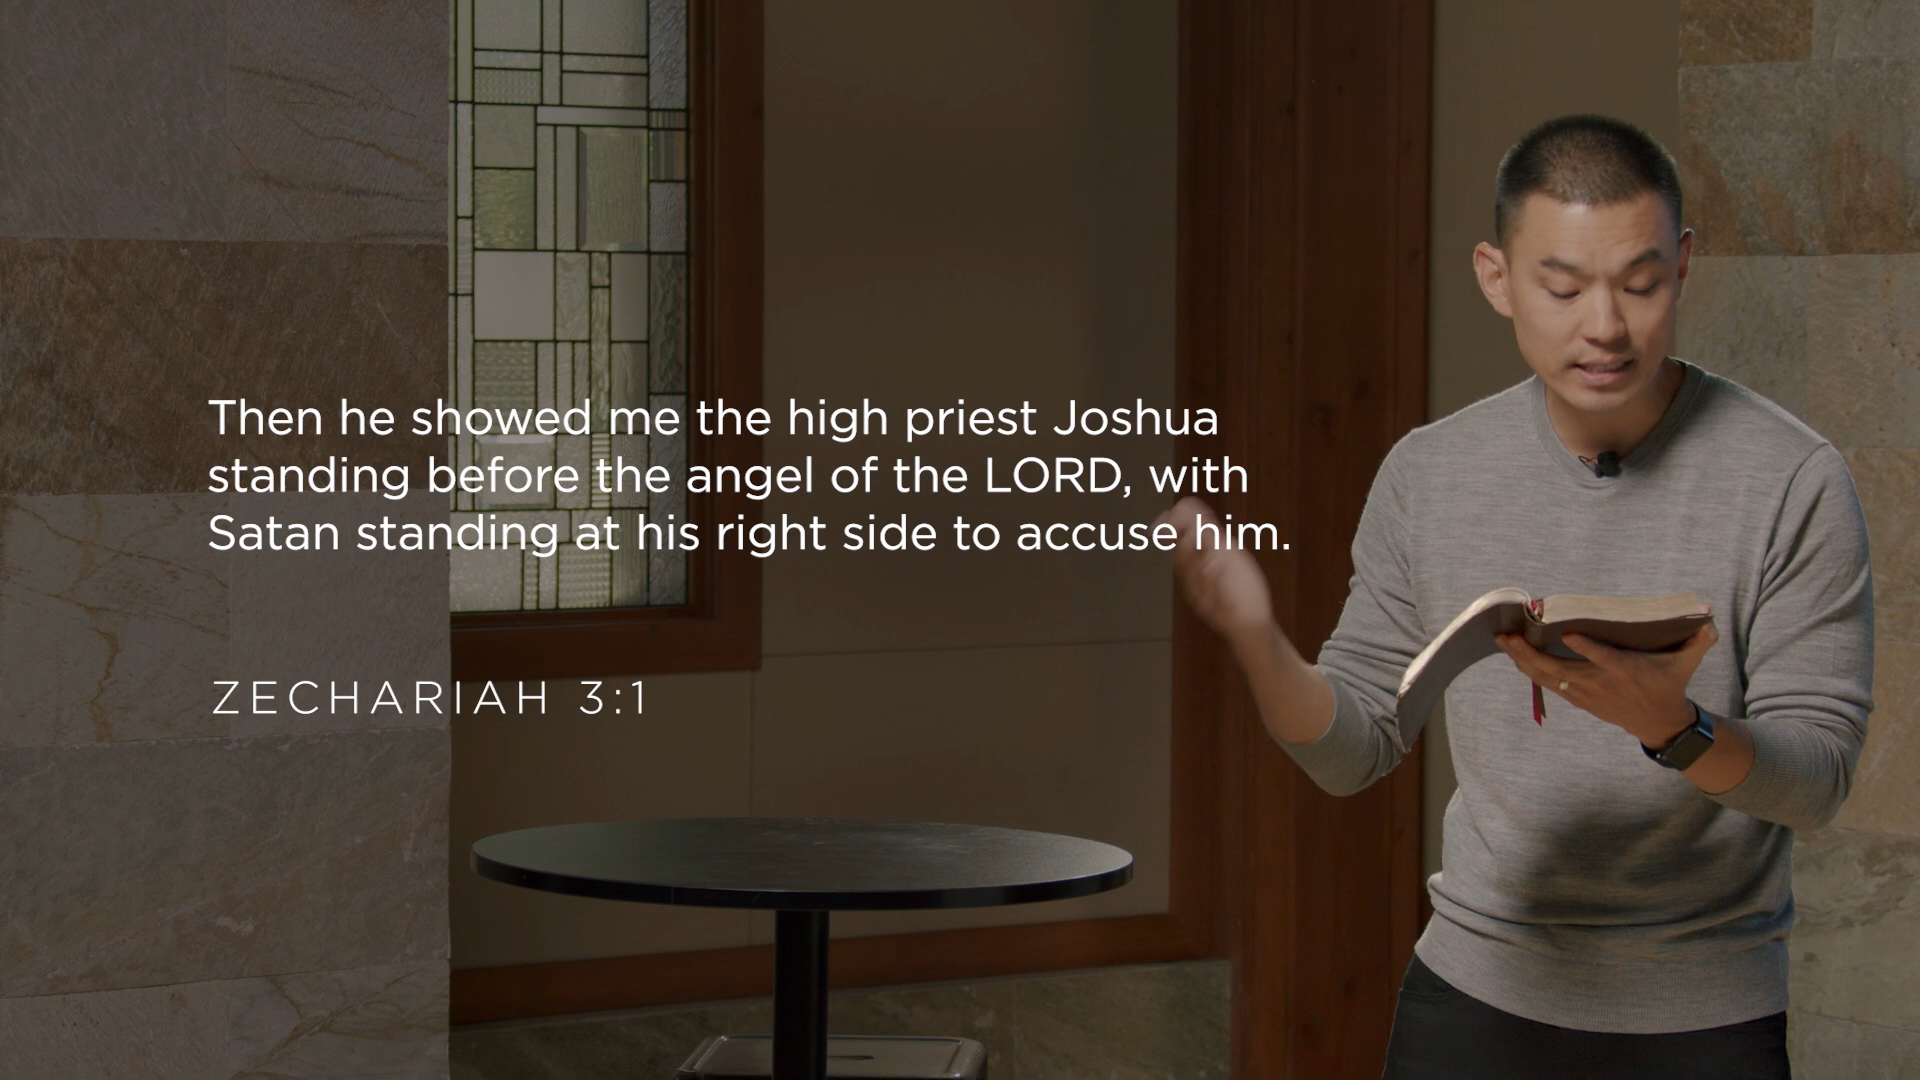 Then he showed me the high priest Joshua
standing before the angel of the LORD, with
Satan standing at his right side to accuse him.
ZECHARIAH 3:1